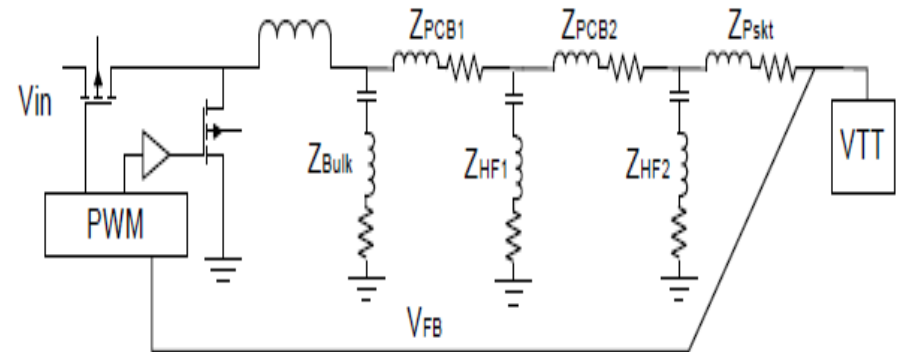 ZPCB1
ZPCB2
ZPskt
Vin
ZBulk
ZHF1
ZHF2
VTT
PWM
VFB